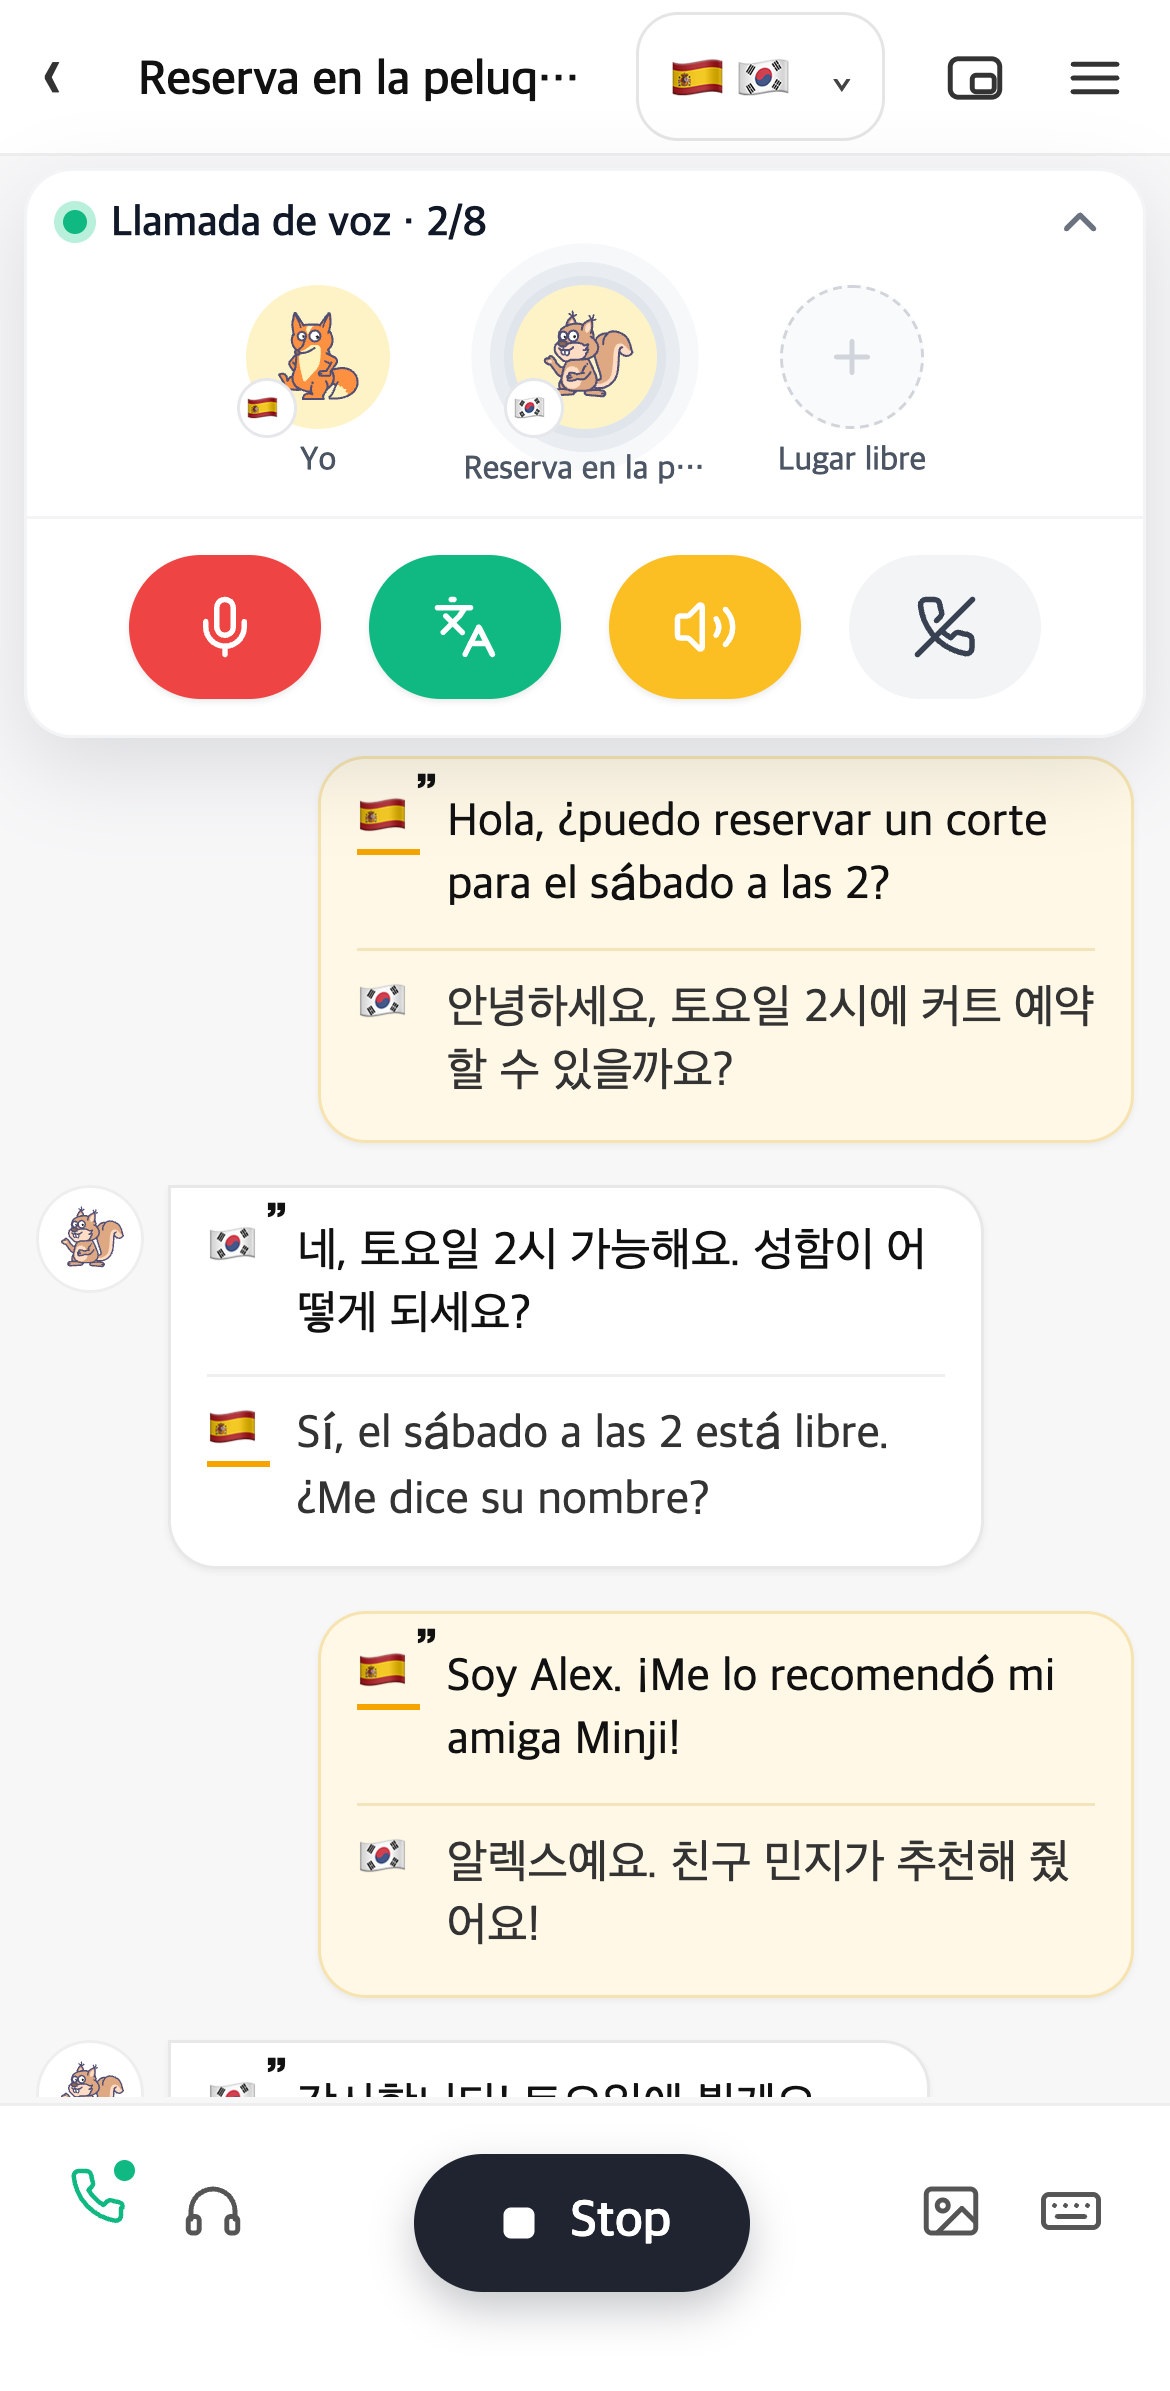 Reserva en la peluq···
Llamada de voz · 2/8
Yo
Reserva en la p···
Lugar libre
Hola, ¿puedo reservar un corte
para el sábado a las 2?
안녕하세요, 토요일 2시에 커트 예약
할 수 있을까요?
네, 토요일 2시 가능해요. 성함이 어
떻게 되세요?
Sí, el sábado a las 2 está libre.
¿Me dice su nombre?
Soy Alex. ¡Me lo recomendó mi
amiga Minji!
알렉스예요. 친구 민지가 추천해 줬
어요!
Stop